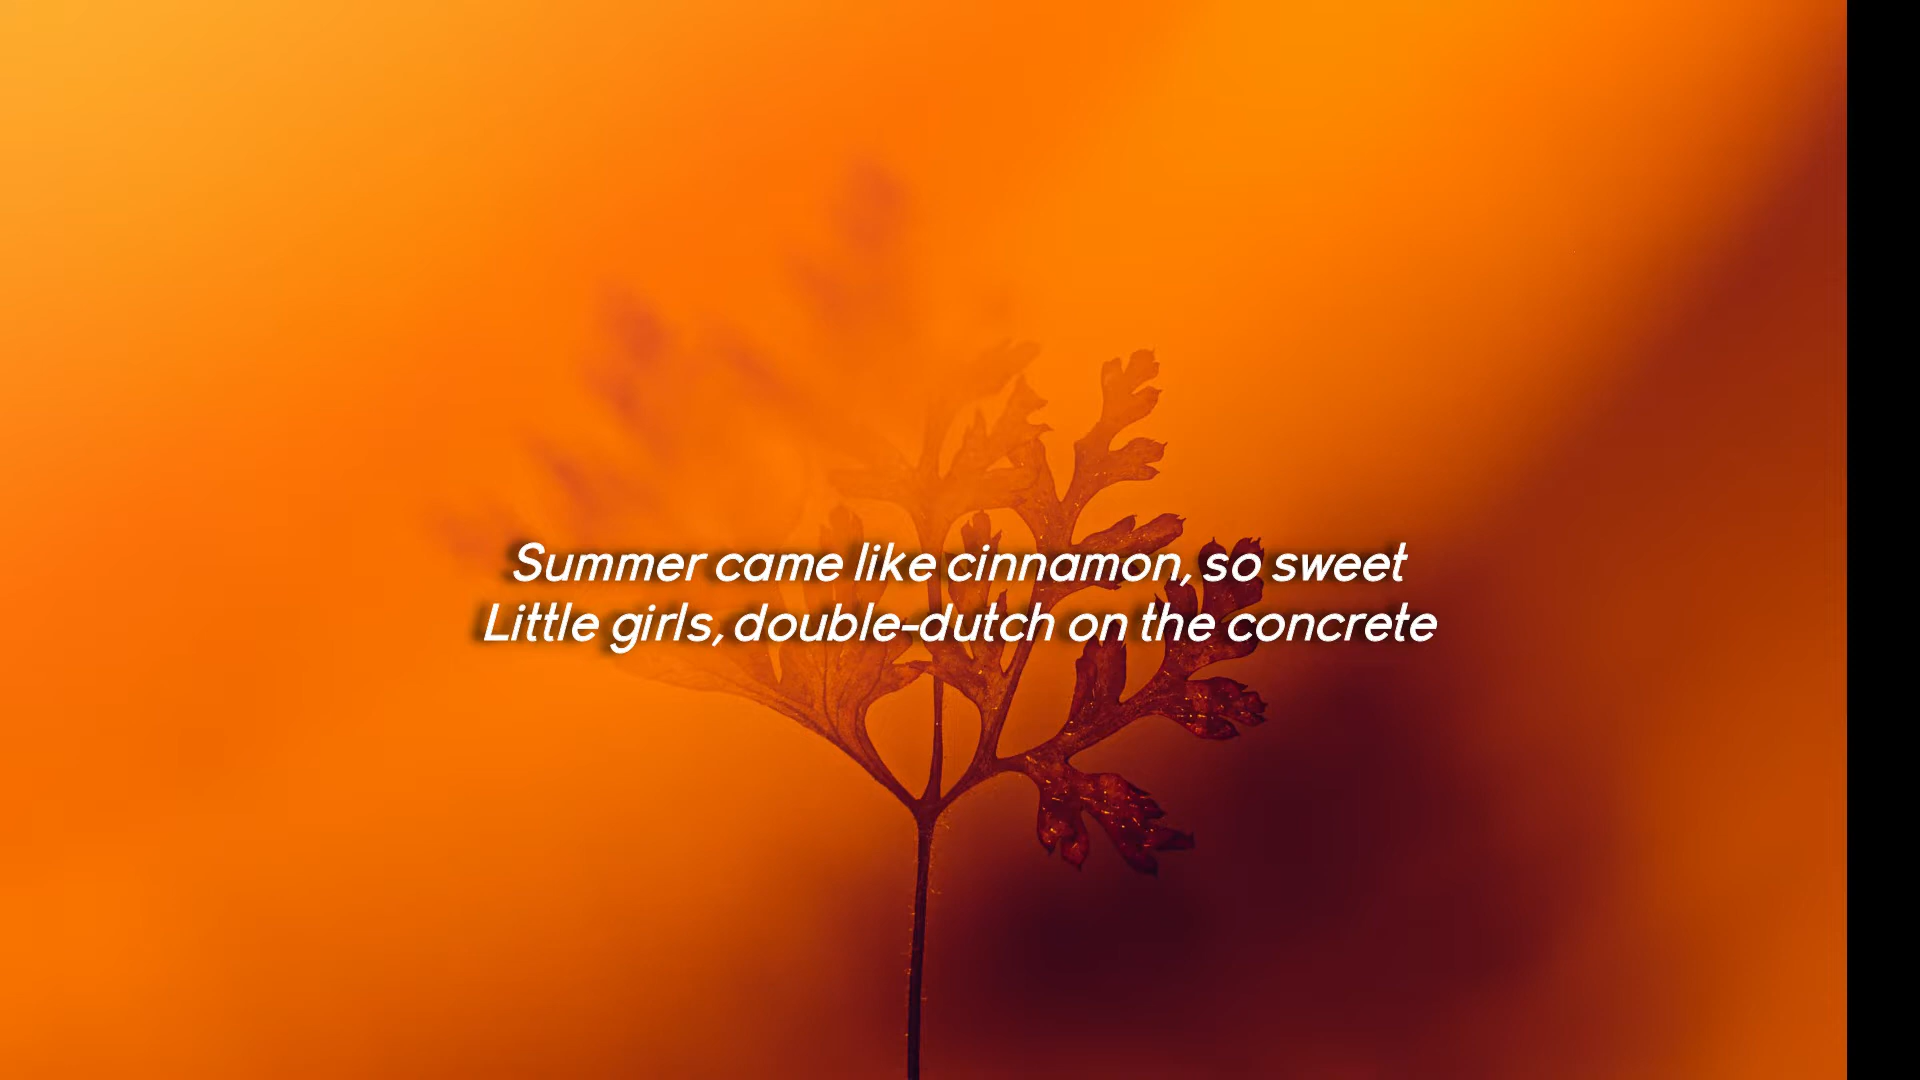 Summer came like cinnamon, so sweet
Little girls, double-dutch on the concrete